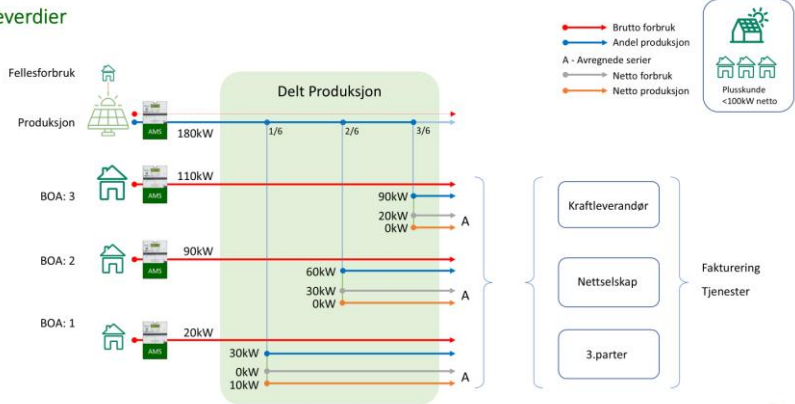 everdier
Brutto forbruk
Andel produksjon
A - Avregnede serier
Netto forbruk
Netto produksjon
Plusskunde
<100kW netto
Fellesforbruk
Delt Produksjon
Produksjon
AMS
180kW
1/6
2/6
3/6
110kW
BOA: 3
AMS
90kW
20kW
0kW
A
Kraftleverandør
90kW
BOA: 2
AMS
60kW
30kW
0kW
A
Nettselskap
Fakturering
Tjenester
BOA: 1
20kW
AMS
30kW
0kW
10kW
A
3.parter